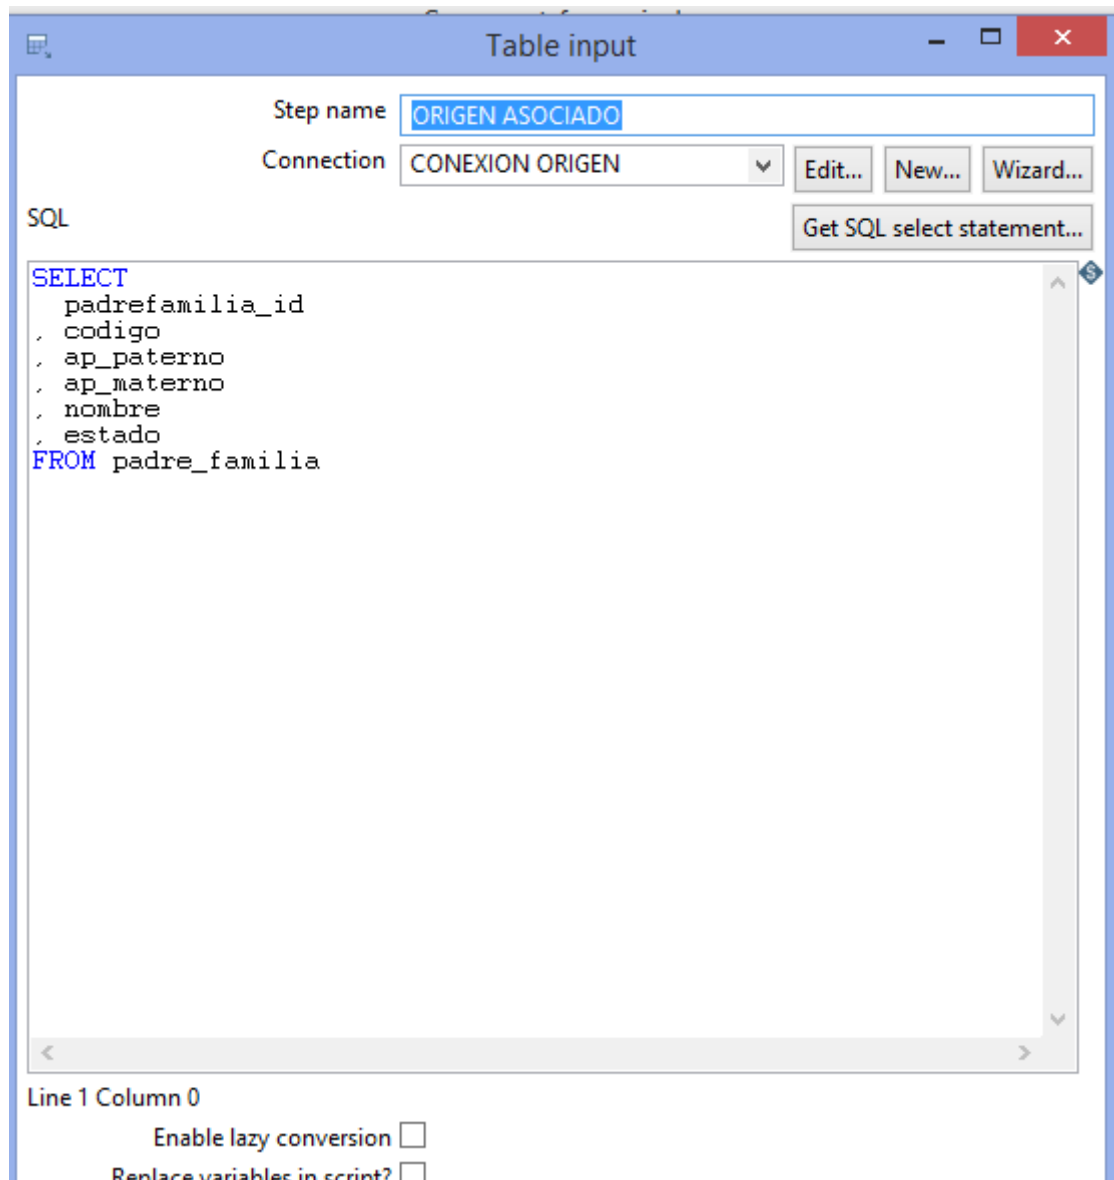 Table input
Step name ORIGEN ASOCIADO
Connection CONEXION ORIGEN Edit... New... Wizard...
SQL Get SQL select statement...
SELECT
padrefamilia_id
, codigo
, ap_paterno
, ap_materno
, nombre
, estado
FROM padre_familia
Line 1 Column 0
Enable lazy conversion
Replace variables in script?